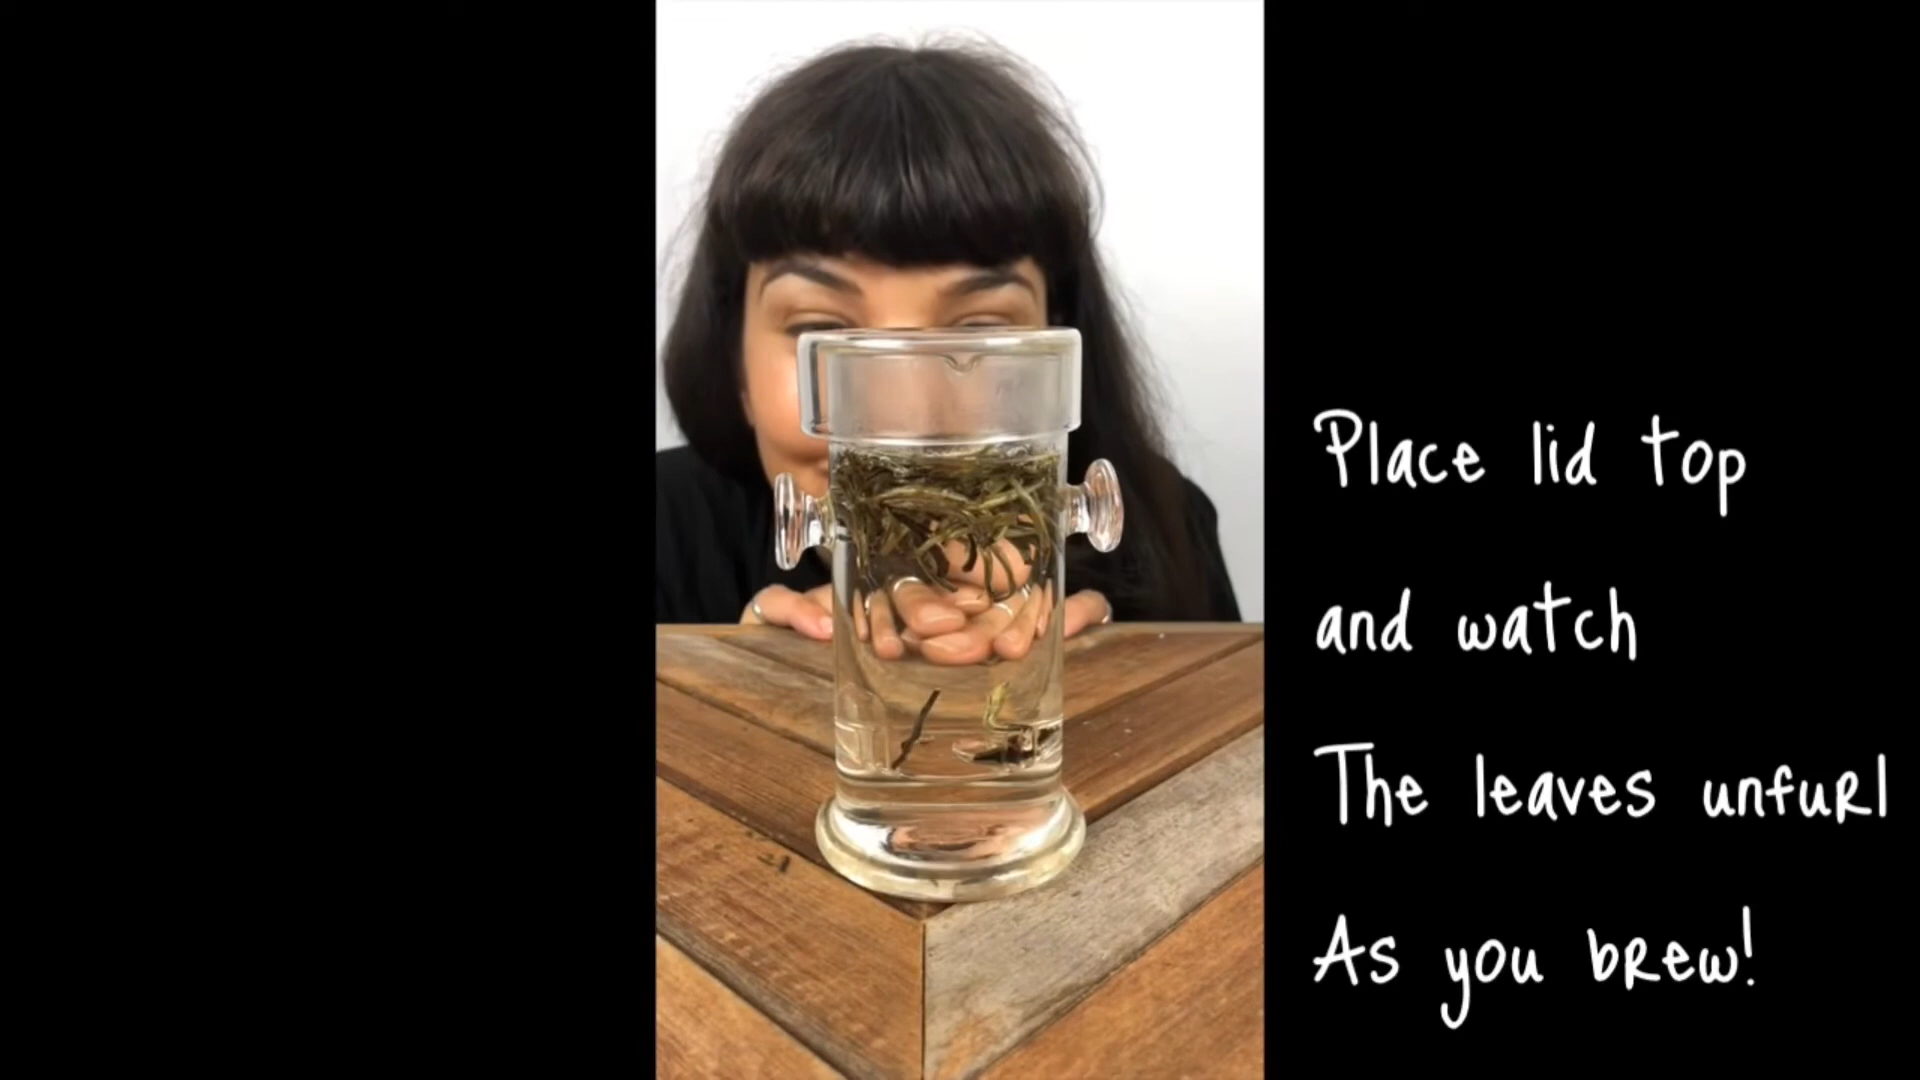 Place lid top
and watch
The leaves unfurl
As you brew!